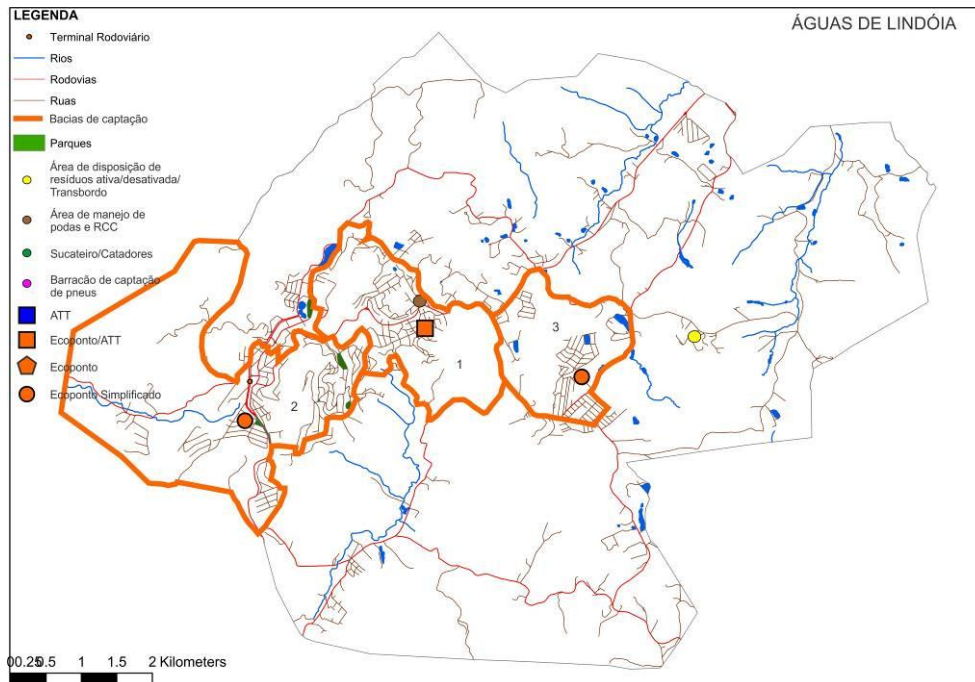 LEGENDA
ÁGUAS DE LINDÓIA
Terminal Rodoviário
Rios
Rodovias
Ruas
Bacias de captação
Parques
Área de disposição de
resíduos ativa/desativada/
Transbordo
Área de manejo de
podas e RCC
Sucateiro/Catadores
Barracão de captação
de pneus
ATT
Ecoponto/ATT
Ecoponto
Ecoponto Simplificado
3
1
2
00.250.5 1 1.5 2 Kilometers